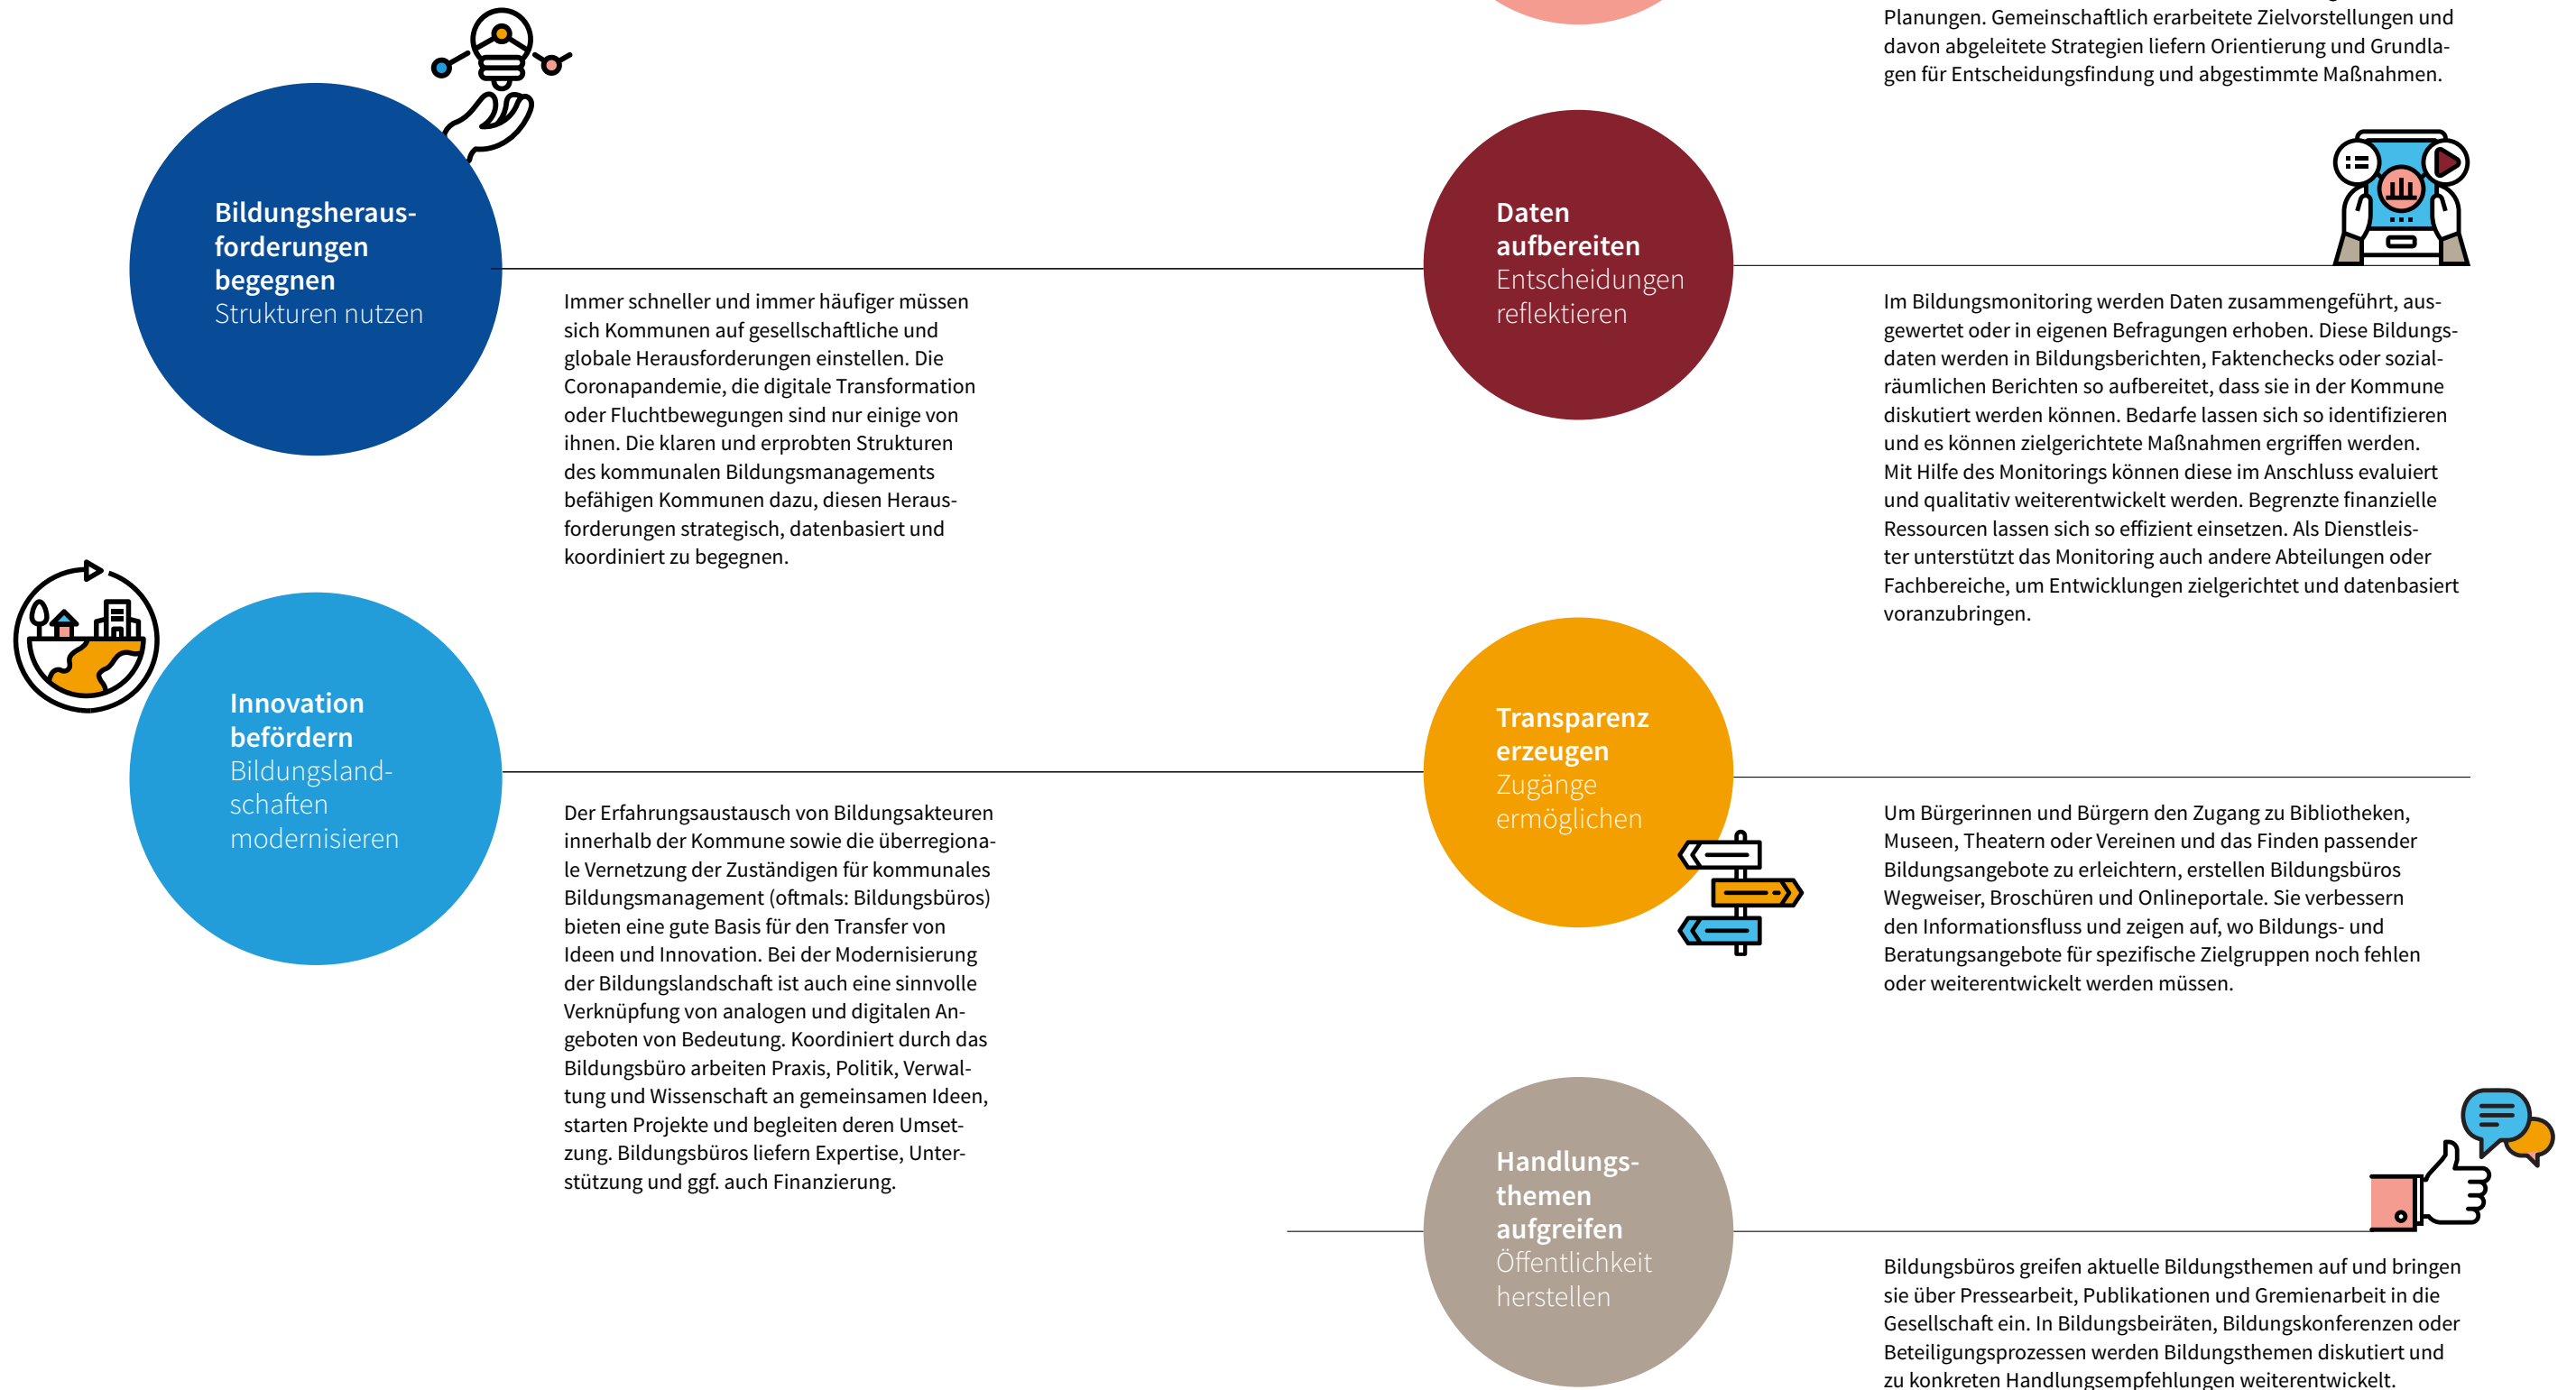 Bildungsheraus-
forderungen
begegnen
Strukturen nutzen
Immer schneller und immer häufiger müssen
sich Kommunen auf gesellschaftliche und
globale Herausforderungen einstellen. Die
Coronapandemie, die digitale Transformation
oder Fluchtbewegungen sind nur einige von
ihnen. Die klaren und erprobten Strukturen
des kommunalen Bildungsmanagements
befähigen Kommunen dazu, diesen Heraus-
forderungen strategisch, datenbasiert und
koordiniert zu begegnen.
Innovation
befördern
Bildungsland-
schaften
modernisieren
Der Erfahrungsaustausch von Bildungsakteuren
innerhalb der Kommune sowie die überregiona-
le Vernetzung der Zuständigen für kommunales
Bildungsmanagement (oftmals: Bildungsbüros)
bieten eine gute Basis für den Transfer von
Ideen und Innovation. Bei der Modernisierung
der Bildungslandschaft ist auch eine sinnvolle
Verknüpfung von analogen und digitalen An-
geboten von Bedeutung. Koordiniert durch das
Bildungsbüro arbeiten Praxis, Politik, Verwal-
tung und Wissenschaft an gemeinsamen Ideen,
starten Projekte und begleiten deren Umset-
zung. Bildungsbüros liefern Expertise, Unter-
stützung und ggf. auch Finanzierung.
Planungen. Gemeinschaftlich erarbeitete Zielvorstellungen und
davon abgeleitete Strategien liefern Orientierung und Grundla-
gen für Entscheidungsfindung und abgestimmte Maßnahmen.
Daten
aufbereiten
Entscheidungen
reflektieren
Im Bildungsmonitoring werden Daten zusammengeführt, aus-
gewertet oder in eigenen Befragungen erhoben. Diese Bildungs-
daten werden in Bildungsberichten, Faktenchecks oder sozial-
räumlichen Berichten so aufbereitet, dass sie in der Kommune
diskutiert werden können. Bedarfe lassen sich so identifizieren
und es können zielgerichtete Maßnahmen ergriffen werden.
Mit Hilfe des Monitorings können diese im Anschluss evaluiert
und qualitativ weiterentwickelt werden. Begrenzte finanzielle
Ressourcen lassen sich so effizient einsetzen. Als Dienstleis-
ter unterstützt das Monitoring auch andere Abteilungen oder
Fachbereiche, um Entwicklungen zielgerichtet und datenbasiert
voranzubringen.
Transparenz
erzeugen
Zugänge
ermöglichen
Um Bürgerinnen und Bürgern den Zugang zu Bibliotheken,
Museen, Theatern oder Vereinen und das Finden passender
Bildungsangebote zu erleichtern, erstellen Bildungsbüros
Wegweiser, Broschüren und Onlineportale. Sie verbessern
den Informationsfluss und zeigen auf, wo Bildungs- und
Beratungsangebote für spezifische Zielgruppen noch fehlen
oder weiterentwickelt werden müssen.
Handlungs-
themen
aufgreifen
Öffentlichkeit
herstellen
Bildungsbüros greifen aktuelle Bildungsthemen auf und bringen
sie über Pressearbeit, Publikationen und Gremienarbeit in die
Gesellschaft ein. In Bildungsbeiräten, Bildungskonferenzen oder
Beteiligungsprozessen werden Bildungsthemen diskutiert und
zu konkreten Handlungsempfehlungen weiterentwickelt.